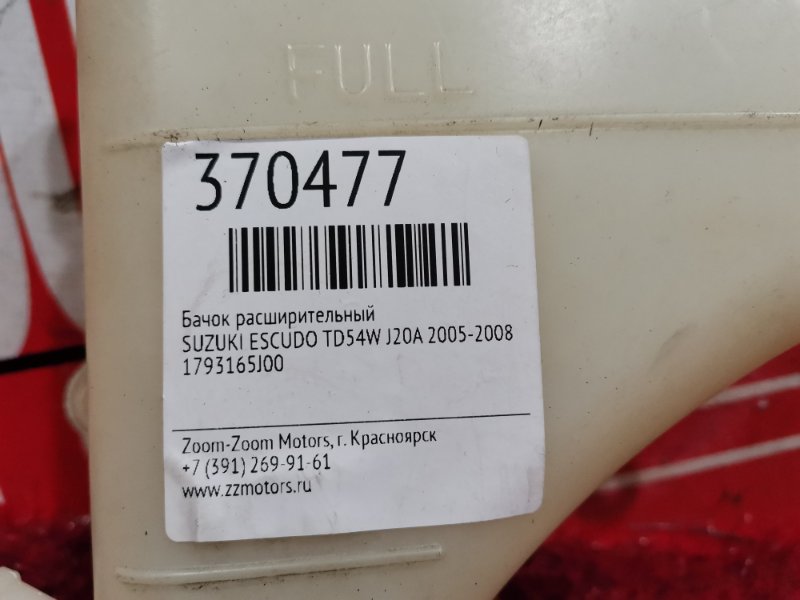 FULL
370477
Бачок расширительный
SUZUKI ESCUDO TD54W J20A 2005-2008
1793165J00
Zoom-Zoom Motors, г. Красноярск
+7 (391) 269-91-61
www.zzmotors.ru